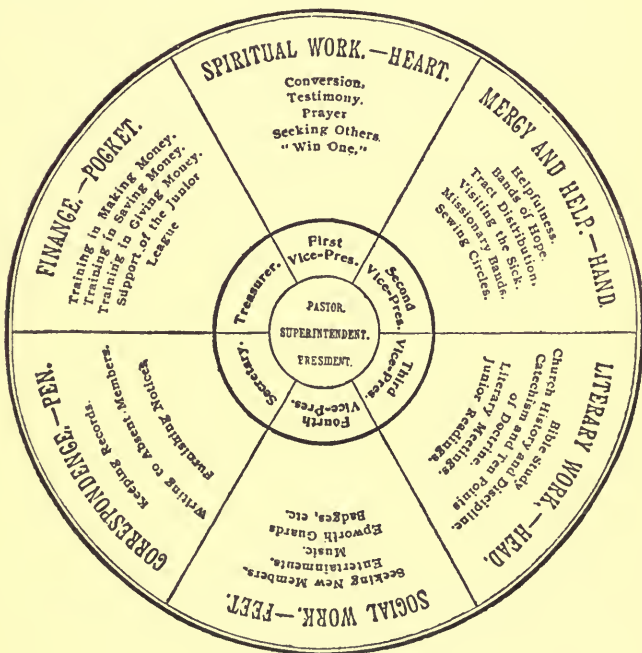 SPIRITUAL WORK.—HEART.
Conversion,
Testimony.
Prayer
Seeking Others.
"Win One,"
MERCY AND HELP.—HAND.
Helpfulness.
Bands of Hope.
Tract Distribution,
Visiting the Sick.
Missionary Bands.
Sewing Circles.
LITERARY WORK,—HEAD.
Bible Study
Church History and Discipline.
Catechism and Ten Points
of Doctrine.
Literary Meetings.
Junior Readings.
SOCIAL WORK.—FEET.
Seeking New Members.
Entertainments.
Music.
Epworth Guards
Badges, etc.
CORRESPONDENCE.—PEN.
Keeping Records.
Writing to Absent Members.
Furnishing Notices,
FINANCE.—POCKET.
Training in Making Money.
Training in Saving Money.
Training in Giving Money.
Support of the Junior
League
First
Vice-Pres.
Second
Vice-Pres.
Third
Vice-Pres.
Fourth
Vice-Pres.
Secretary.
Treasurer.
PASTOR.
SUPERINTENDENT.
PRESIDENT.